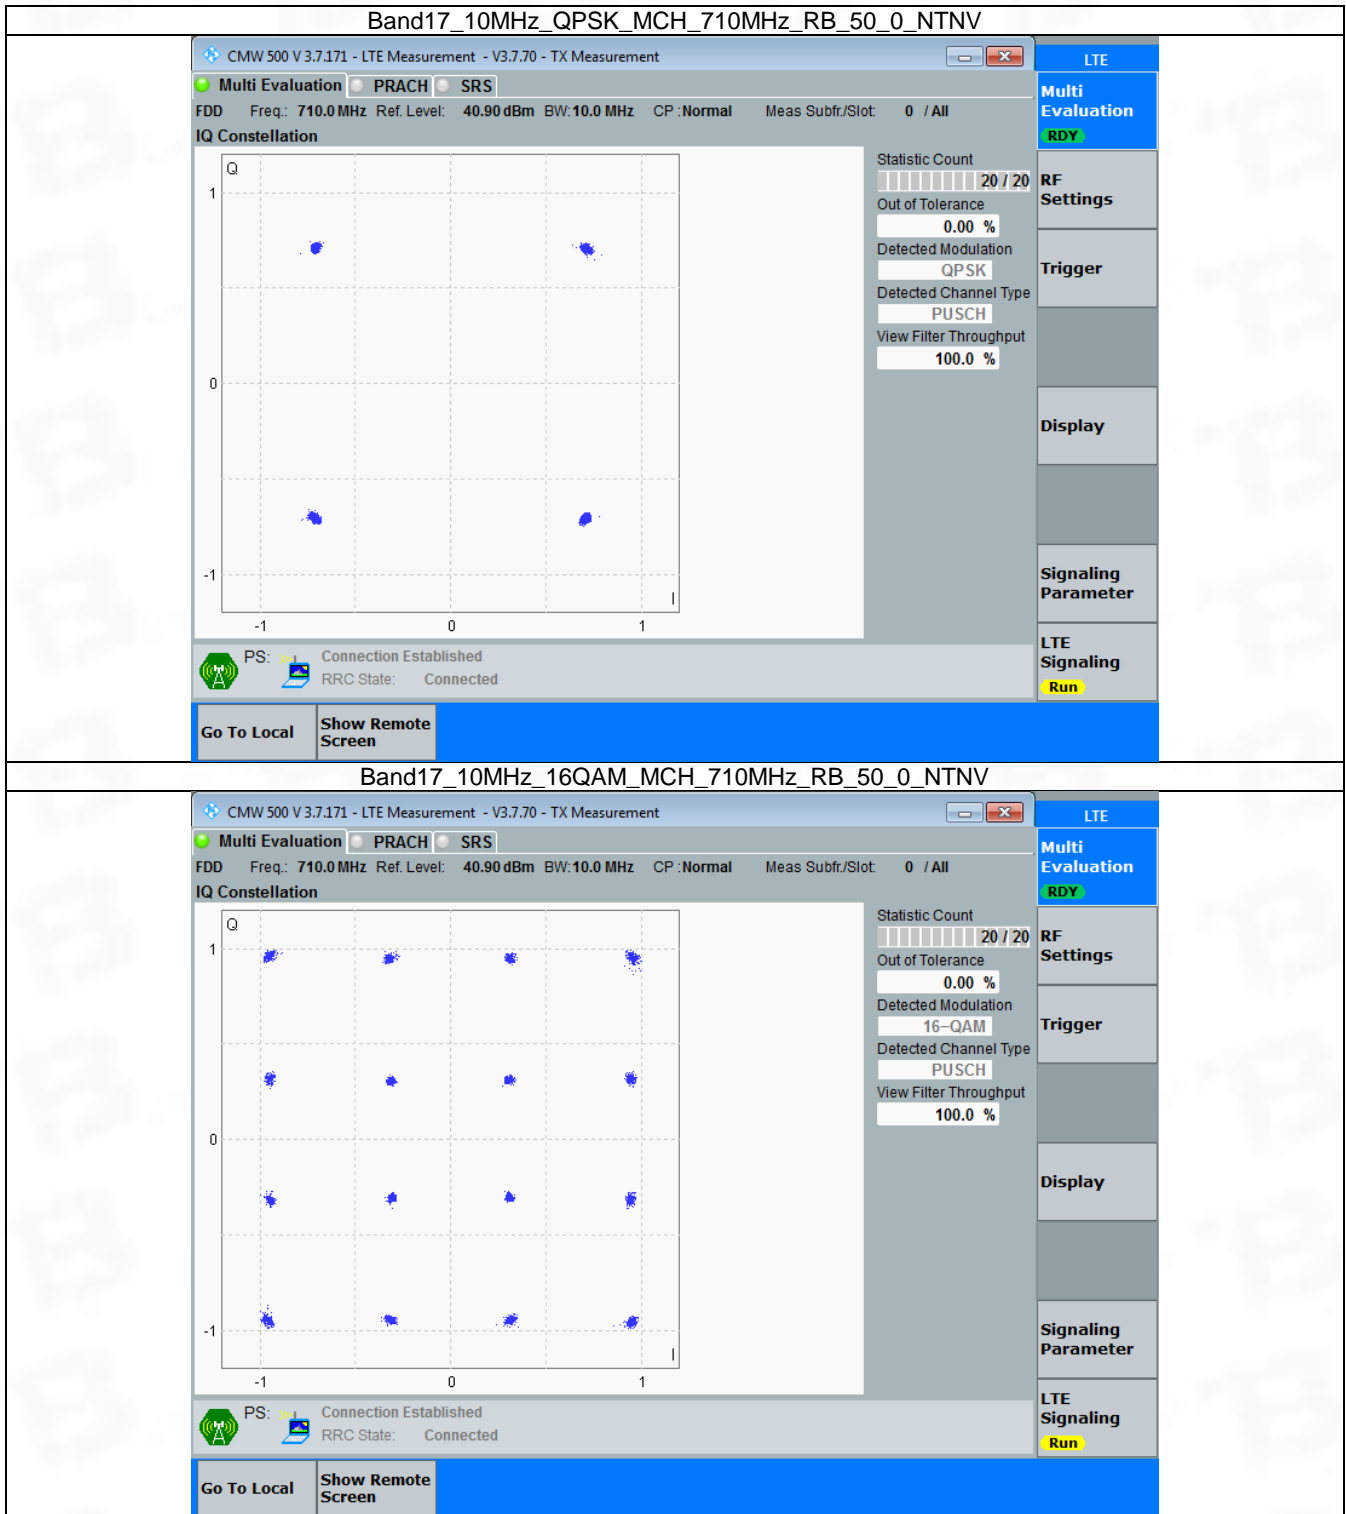 Band17_10MHz_QPSK_MCH_710MHz_RB_50_0_NTNV
CMW 500 V 3.7.171 - LTE Measurement - V3.7.70 - TX Measurement
LTE
Multi Evaluation PRACH SRS
FDD Freq.: 710.0 MHz Ref. Level: 40.90 dBm BW: 10.0 MHz CP : Normal Meas Subfr./Slot: 0 / All
IQ Constellation
Q
1
0
-1
I
-1 0 1
Statistic Count
20 / 20
Out of Tolerance
0.00 %
Detected Modulation
QPSK
Detected Channel Type
PUSCH
View Filter Throughput
100.0 %
Multi
Evaluation
RDY
RF
Settings
Trigger
Display
Signaling
Parameter
LTE
Signaling
Run
PS: Connection Established
RRC State: Connected
Go To Local
Show Remote
Screen
Band17_10MHz_16QAM_MCH_710MHz_RB_50_0_NTNV
CMW 500 V 3.7.171 - LTE Measurement - V3.7.70 - TX Measurement
LTE
Multi Evaluation PRACH SRS
FDD Freq.: 710.0 MHz Ref. Level: 40.90 dBm BW: 10.0 MHz CP : Normal Meas Subfr./Slot: 0 / All
IQ Constellation
Q
1
0
-1
I
-1 0 1
Statistic Count
20 / 20
Out of Tolerance
0.00 %
Detected Modulation
16-QAM
Detected Channel Type
PUSCH
View Filter Throughput
100.0 %
Multi
Evaluation
RDY
RF
Settings
Trigger
Display
Signaling
Parameter
LTE
Signaling
Run
PS: Connection Established
RRC State: Connected
Go To Local
Show Remote
Screen